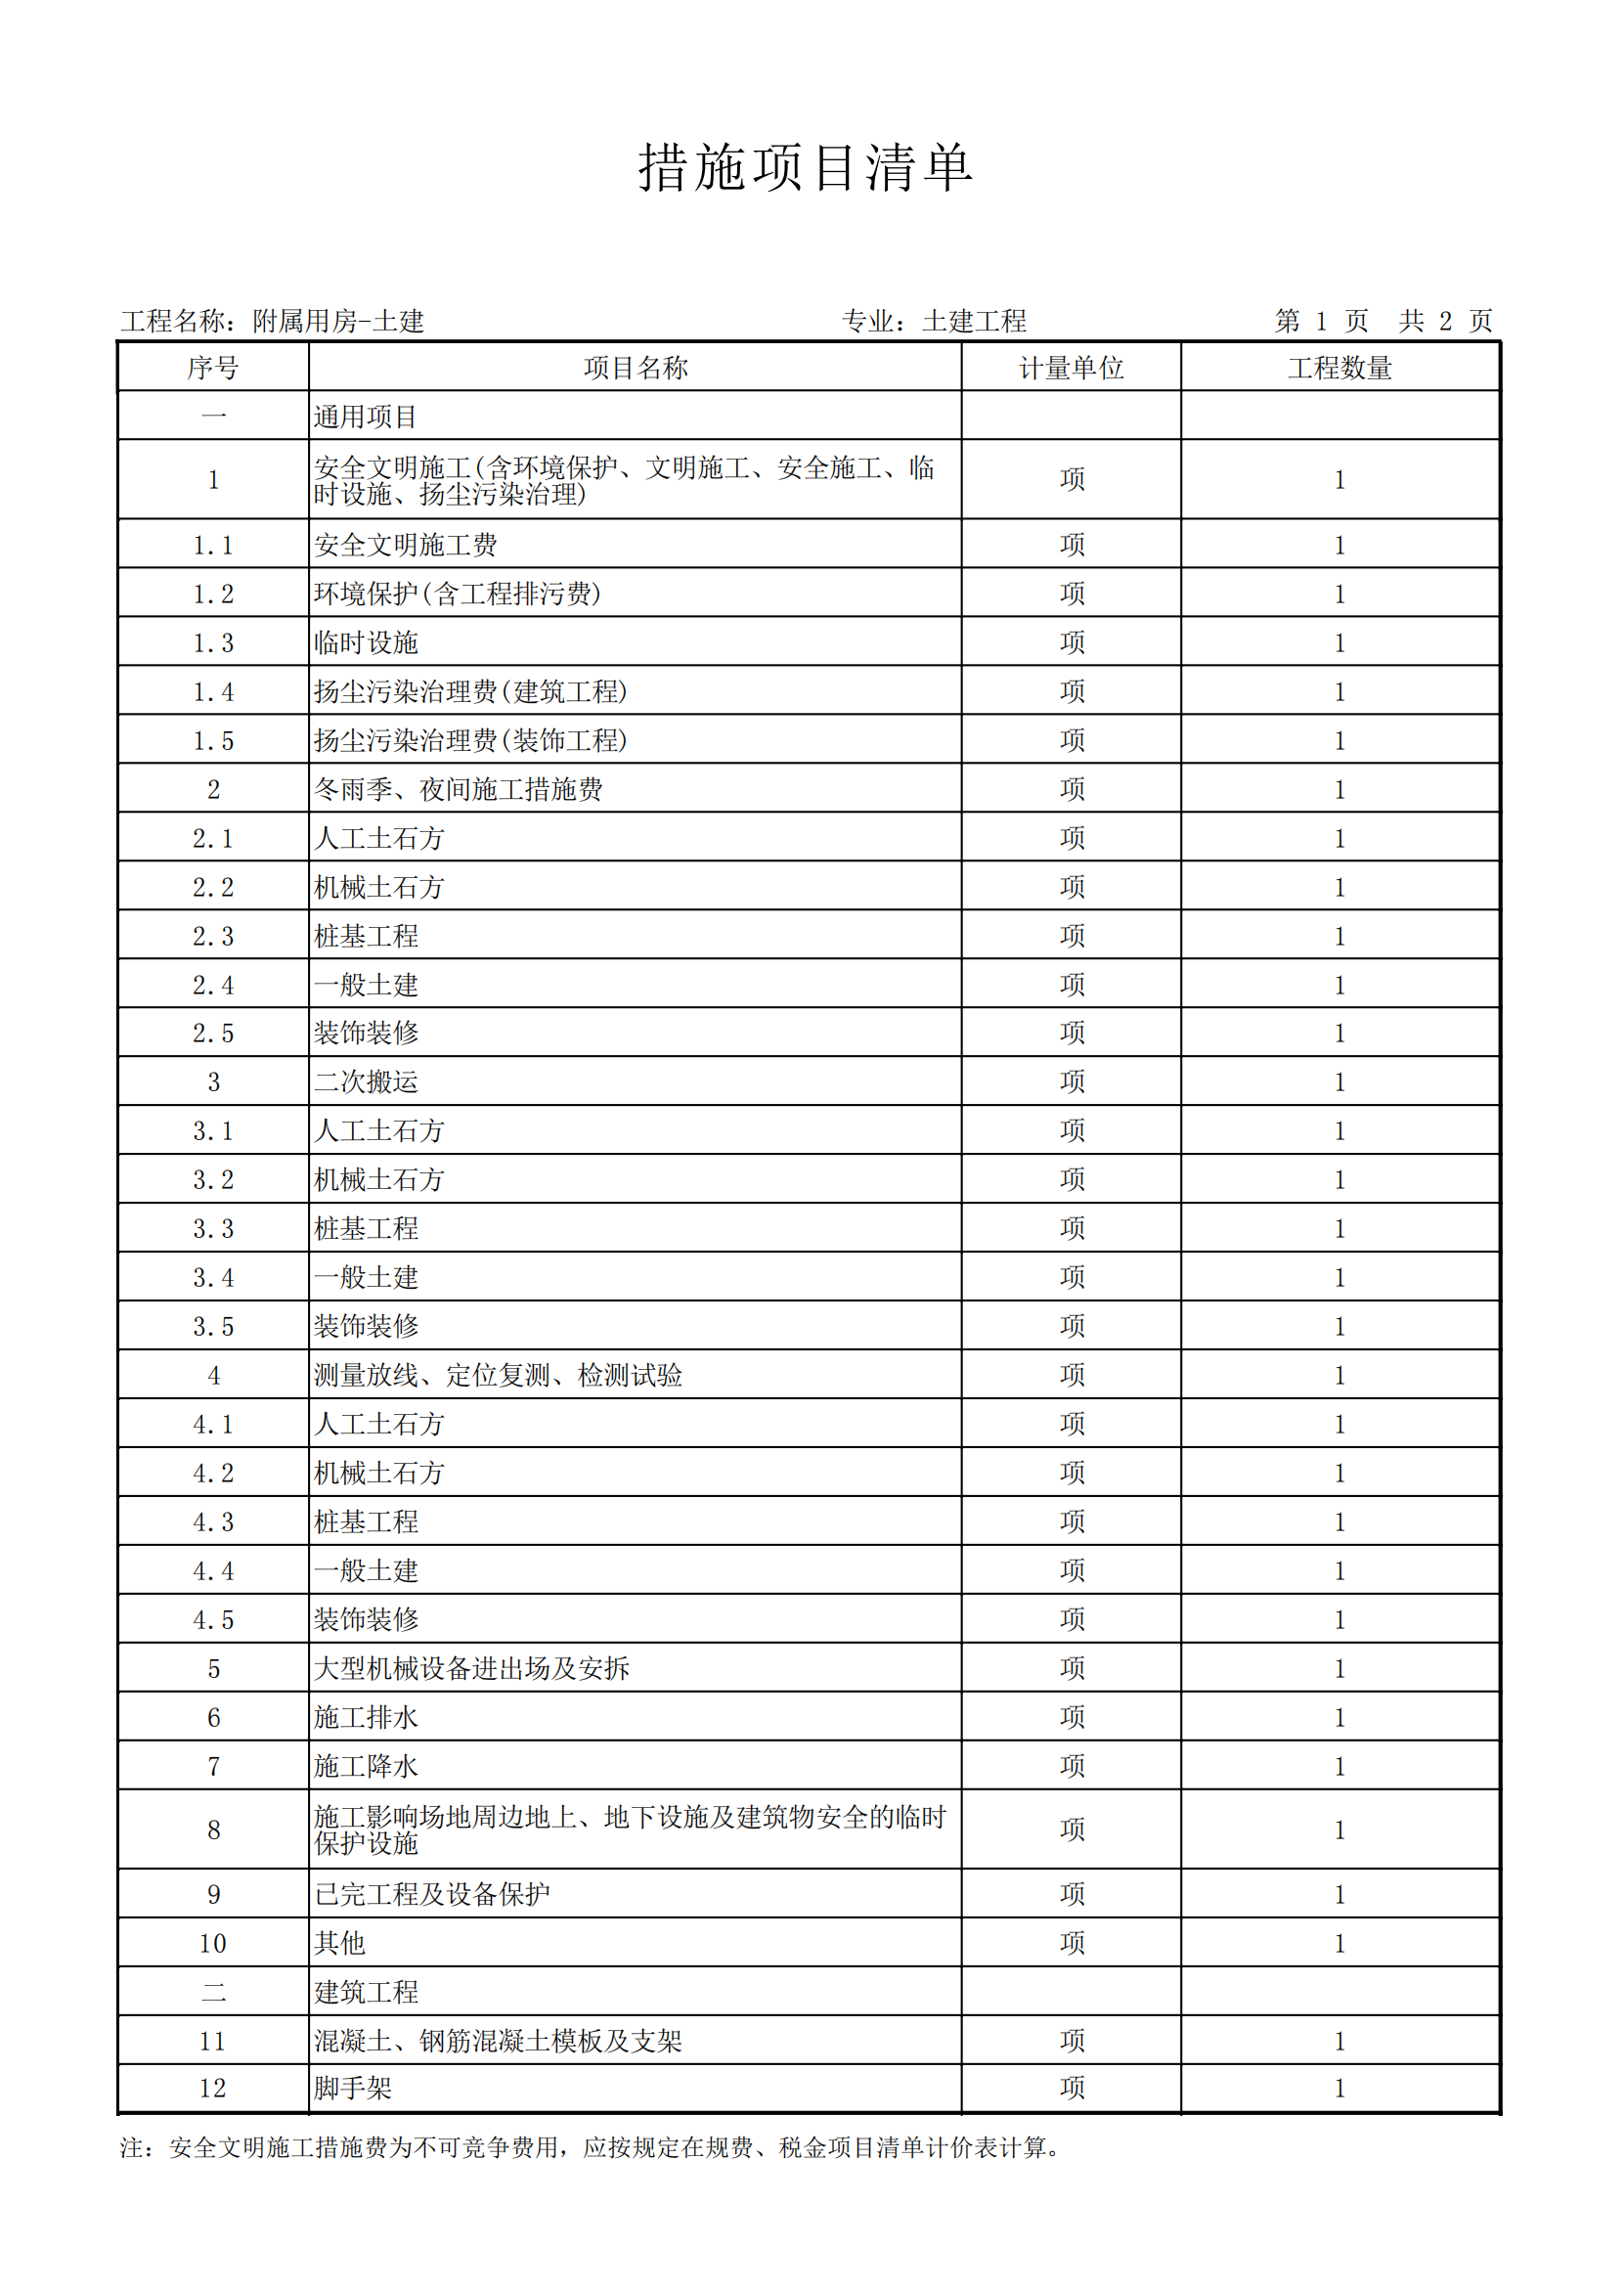 措施项目清单
工程名称：附属用房-土建 专业：土建工程 第 1 页 共 2 页
序号 项目名称 计量单位 工程数量
一 通用项目
1 安全文明施工(含环境保护、文明施工、安全施工、临
时设施、扬尘污染治理) 项 1
1.1 安全文明施工费 项 1
1.2 环境保护(含工程排污费) 项 1
1.3 临时设施 项 1
1.4 扬尘污染治理费(建筑工程) 项 1
1.5 扬尘污染治理费(装饰工程) 项 1
2 冬雨季、夜间施工措施费 项 1
2.1 人工土石方 项 1
2.2 机械土石方 项 1
2.3 桩基工程 项 1
2.4 一般土建 项 1
2.5 装饰装修 项 1
3 二次搬运 项 1
3.1 人工土石方 项 1
3.2 机械土石方 项 1
3.3 桩基工程 项 1
3.4 一般土建 项 1
3.5 装饰装修 项 1
4 测量放线、定位复测、检测试验 项 1
4.1 人工土石方 项 1
4.2 机械土石方 项 1
4.3 桩基工程 项 1
4.4 一般土建 项 1
4.5 装饰装修 项 1
5 大型机械设备进出场及安拆 项 1
6 施工排水 项 1
7 施工降水 项 1
8 施工影响场地周边地上、地下设施及建筑物安全的临时
保护设施 项 1
9 已完工程及设备保护 项 1
10 其他 项 1
二 建筑工程
11 混凝土、钢筋混凝土模板及支架 项 1
12 脚手架 项 1
注：安全文明施工措施费为不可竞争费用，应按规定在规费、税金项目清单计价表计算。